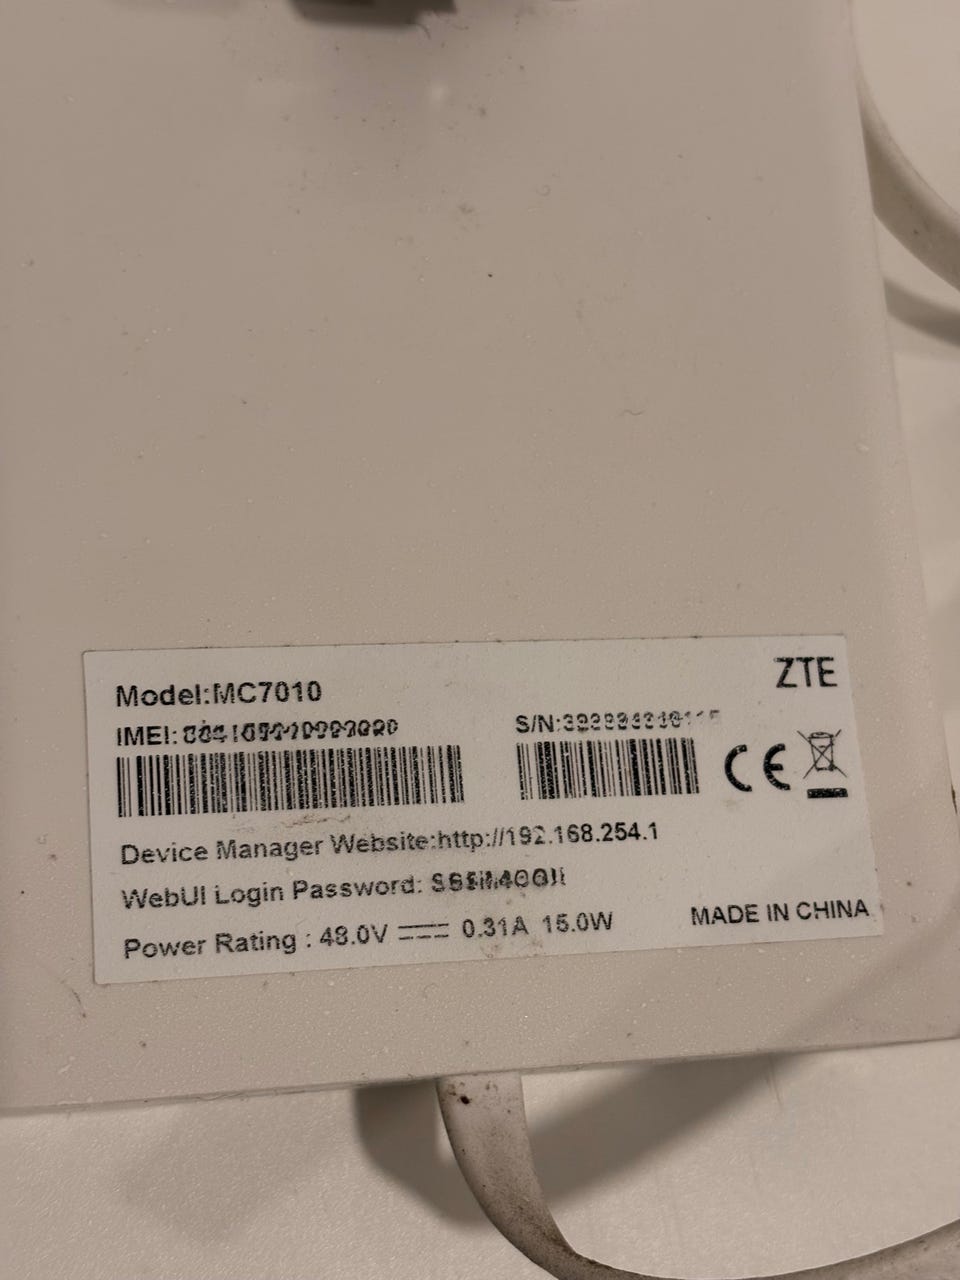 ZTE
Model:MC7010
IMEI:
S/N:
CE
Device Manager Website:http://192.168.254.1
WebUI Login Password:
Power Rating : 48.0V 0.31A 15.0W
MADE IN CHINA